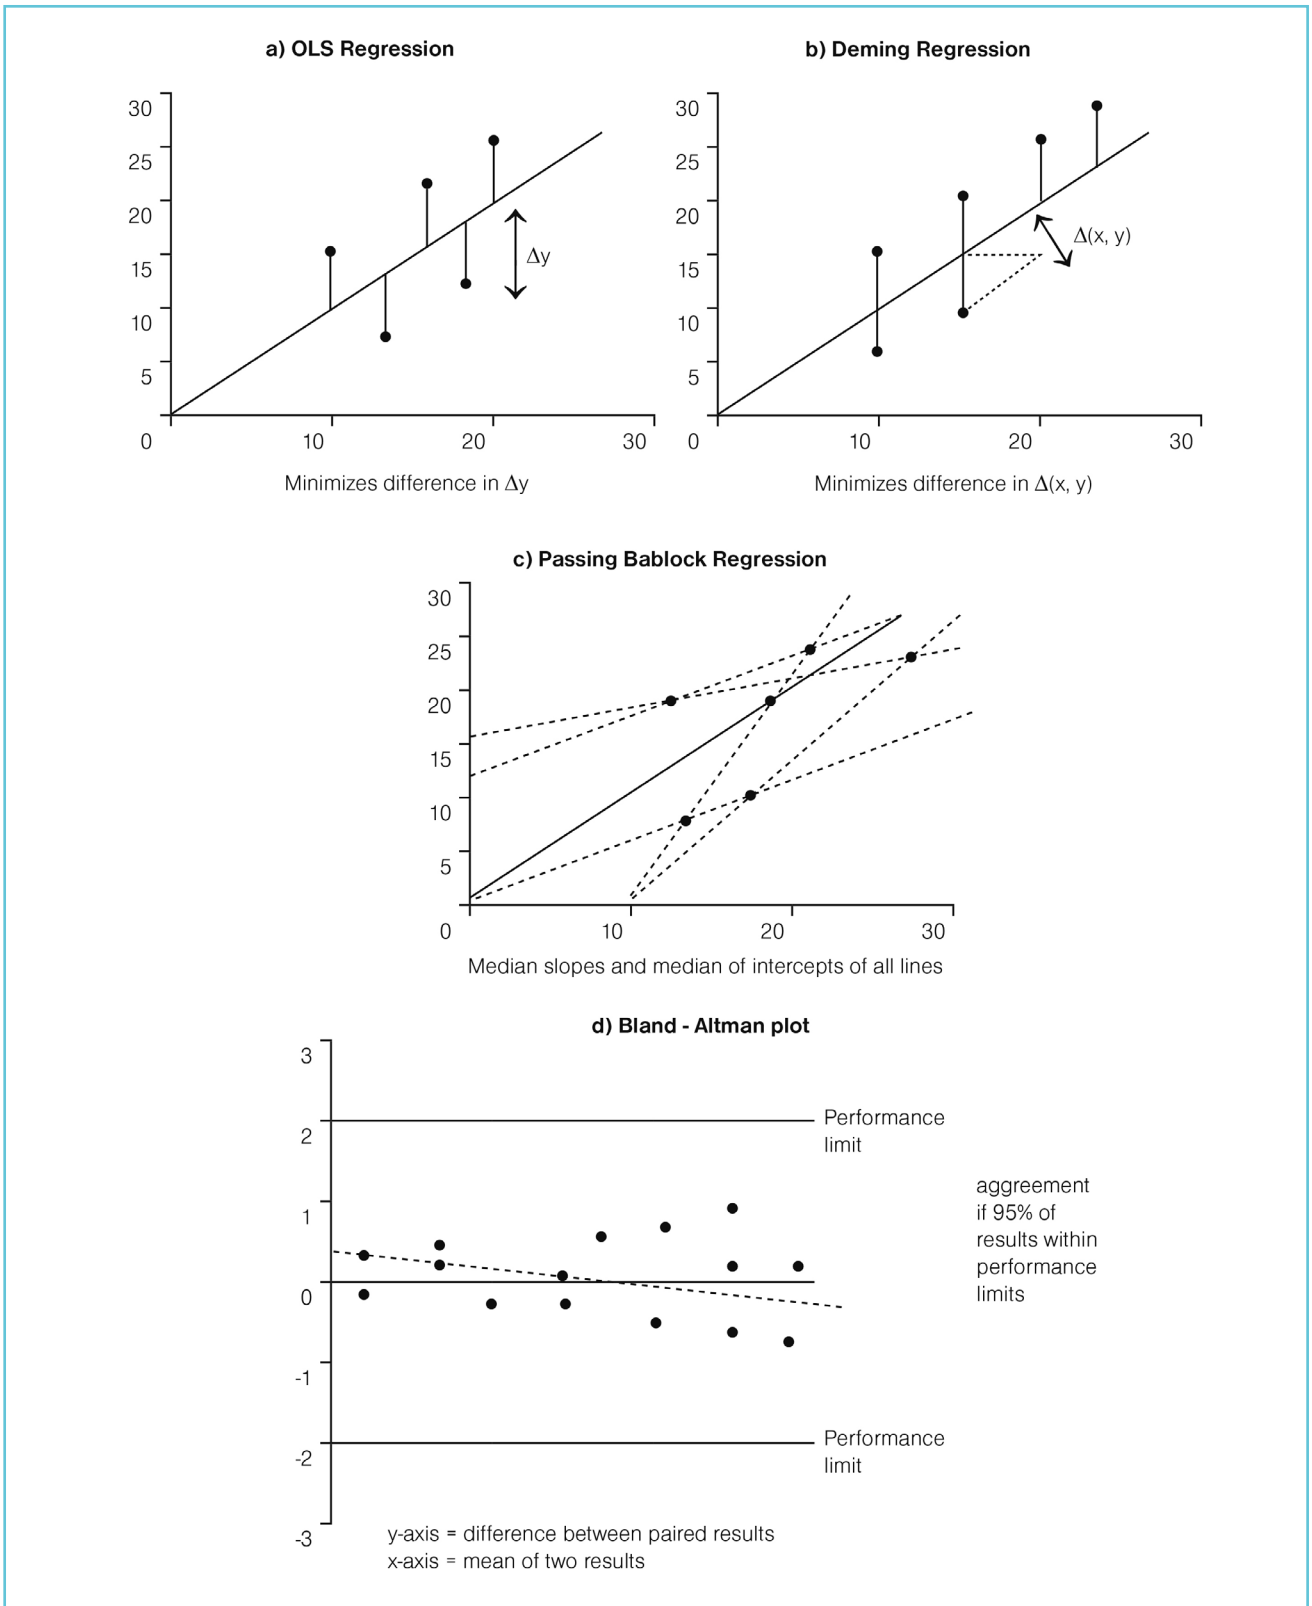 a) OLS Regression
30
25
20
15
10
5
0
10
20
30
Δy
Minimizes difference in Δy
b) Deming Regression
30
25
20
15
10
5
0
10
20
30
Δ(x, y)
Minimizes difference in Δ(x, y)
c) Passing Bablock Regression
30
25
20
15
10
5
0
10
20
30
Median slopes and median of intercepts of all lines
d) Bland - Altman plot
3
2
1
0
-1
-2
-3
Performance
limit
Performance
limit
aggreement
if 95% of
results within
performance
limits
y-axis = difference between paired results
x-axis = mean of two results